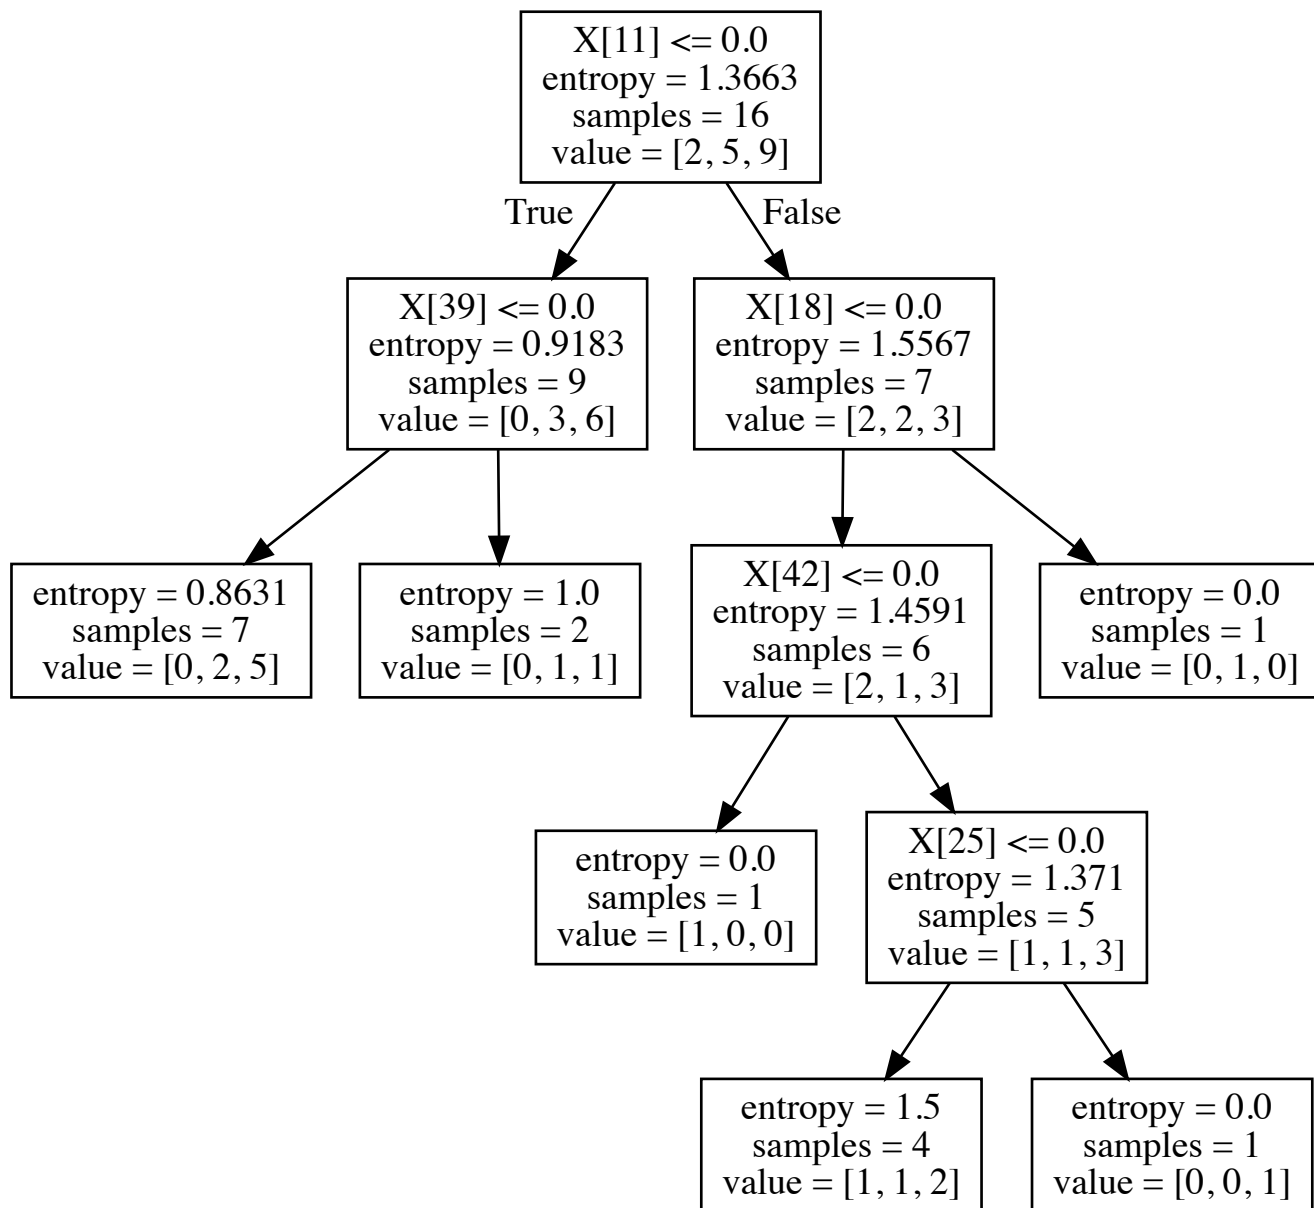 X[11] <= 0.0
entropy = 1.3663
samples = 16
value = [2, 5, 9]
True
False
X[39] <= 0.0
entropy = 0.9183
samples = 9
value = [0, 3, 6]
X[18] <= 0.0
entropy = 1.5567
samples = 7
value = [2, 2, 3]
entropy = 0.8631
samples = 7
value = [0, 2, 5]
entropy = 1.0
samples = 2
value = [0, 1, 1]
X[42] <= 0.0
entropy = 1.4591
samples = 6
value = [2, 1, 3]
entropy = 0.0
samples = 1
value = [0, 1, 0]
entropy = 0.0
samples = 1
value = [1, 0, 0]
X[25] <= 0.0
entropy = 1.371
samples = 5
value = [1, 1, 3]
entropy = 1.5
samples = 4
value = [1, 1, 2]
entropy = 0.0
samples = 1
value = [0, 0, 1]